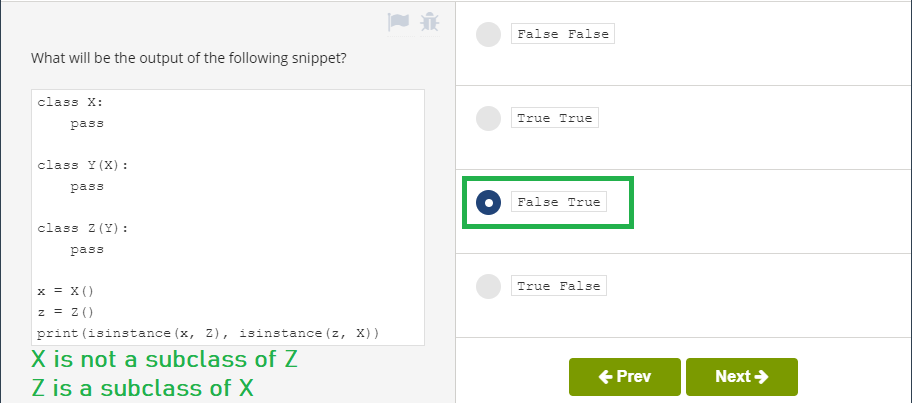 What will be the output of the following snippet?
class X:
    pass
class Y(X):
    pass
class Z(Y):
    pass
x = X()
z = Z()
print(isinstance(x, Z), isinstance(z, X))
X is not a subclass of Z
Z is a subclass of X
False False
True True
False True
True False
← Prev
Next →